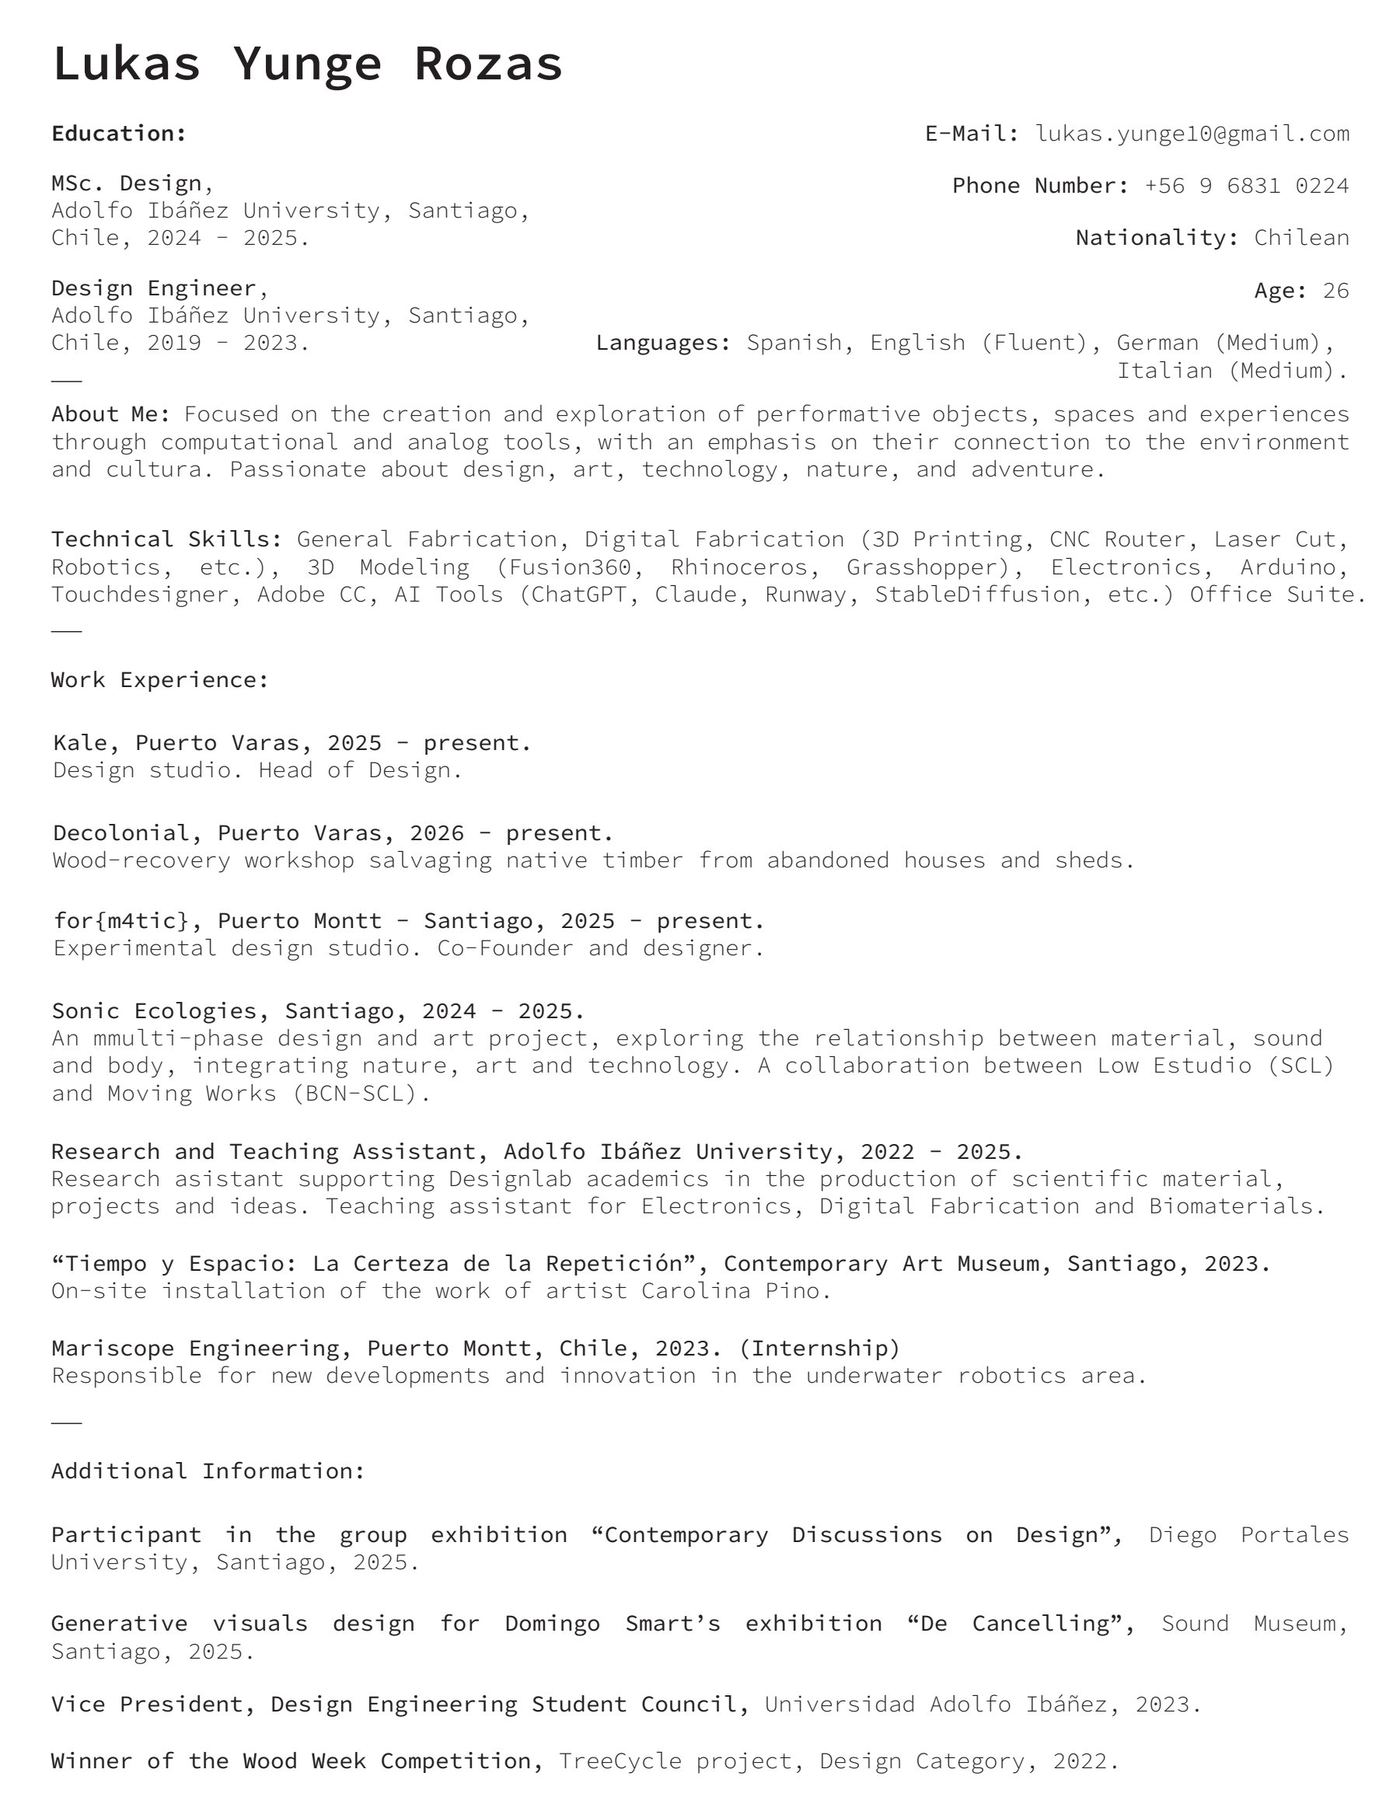 Lukas Yunge Rozas
Education:
MSc. Design,
Adolfo Ibáñez University, Santiago,
Chile, 2024 - 2025.
Design Engineer,
Adolfo Ibáñez University, Santiago,
Chile, 2019 - 2023.
E-Mail: lukas.yunge10@gmail.com
Phone Number: +56 9 6831 0224
Nationality: Chilean
Age: 26
Languages: Spanish, English (Fluent), German (Medium),
Italian (Medium).
About Me: Focused on the creation and exploration of performative objects, spaces and experiences
through computational and analog tools, with an emphasis on their connection to the environment
and cultura. Passionate about design, art, technology, nature, and adventure.
Technical Skills: General Fabrication, Digital Fabrication (3D Printing, CNC Router, Laser Cut,
Robotics, etc.), 3D Modeling (Fusion360, Rhinoceros, Grasshopper), Electronics, Arduino,
Touchdesigner, Adobe CC, AI Tools (ChatGPT, Claude, Runway, StableDiffusion, etc.) Office Suite.
Work Experience:
Kale, Puerto Varas, 2025 - present.
Design studio. Head of Design.
Decolonial, Puerto Varas, 2026 - present.
Wood-recovery workshop salvaging native timber from abandoned houses and sheds.
for{m4tic}, Puerto Montt - Santiago, 2025 - present.
Experimental design studio. Co-Founder and designer.
Sonic Ecologies, Santiago, 2024 - 2025.
An mmulti-phase design and art project, exploring the relationship between material, sound
and body, integrating nature, art and technology. A collaboration between Low Estudio (SCL)
and Moving Works (BCN-SCL).
Research and Teaching Assistant, Adolfo Ibáñez University, 2022 - 2025.
Research asistant supporting Designlab academics in the production of scientific material,
projects and ideas. Teaching assistant for Electronics, Digital Fabrication and Biomaterials.
“Tiempo y Espacio: La Certeza de la Repetición”, Contemporary Art Museum, Santiago, 2023.
On-site installation of the work of artist Carolina Pino.
Mariscope Engineering, Puerto Montt, Chile, 2023. (Internship)
Responsible for new developments and innovation in the underwater robotics area.
Additional Information:
Participant in the group exhibition “Contemporary Discussions on Design”, Diego Portales
University, Santiago, 2025.
Generative visuals design for Domingo Smart’s exhibition “De Cancelling”, Sound Museum,
Santiago, 2025.
Vice President, Design Engineering Student Council, Universidad Adolfo Ibáñez, 2023.
Winner of the Wood Week Competition, TreeCycle project, Design Category, 2022.